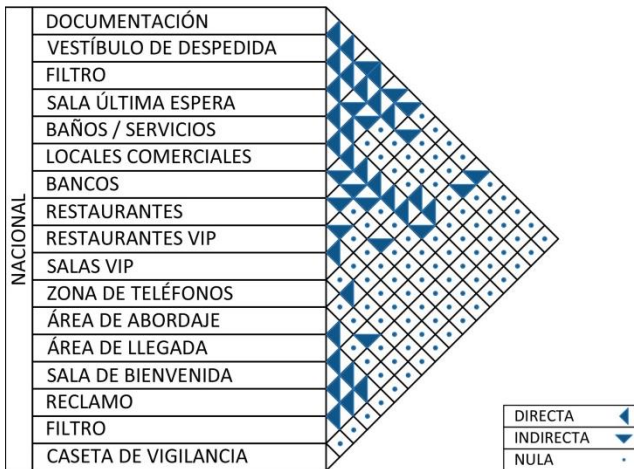 NACIONAL
DOCUMENTACIÓN
VESTÍBULO DE DESPEDIDA
FILTRO
SALA ÚLTIMA ESPERA
BAÑOS / SERVICIOS
LOCALES COMERCIALES
BANCOS
RESTAURANTES
RESTAURANTES VIP
SALAS VIP
ZONA DE TELÉFONOS
ÁREA DE ABORDAJE
ÁREA DE LLEGADA
SALA DE BIENVENIDA
RECLAMO
FILTRO
CASETA DE VIGILANCIA
DIRECTA
INDIRECTA
NULA